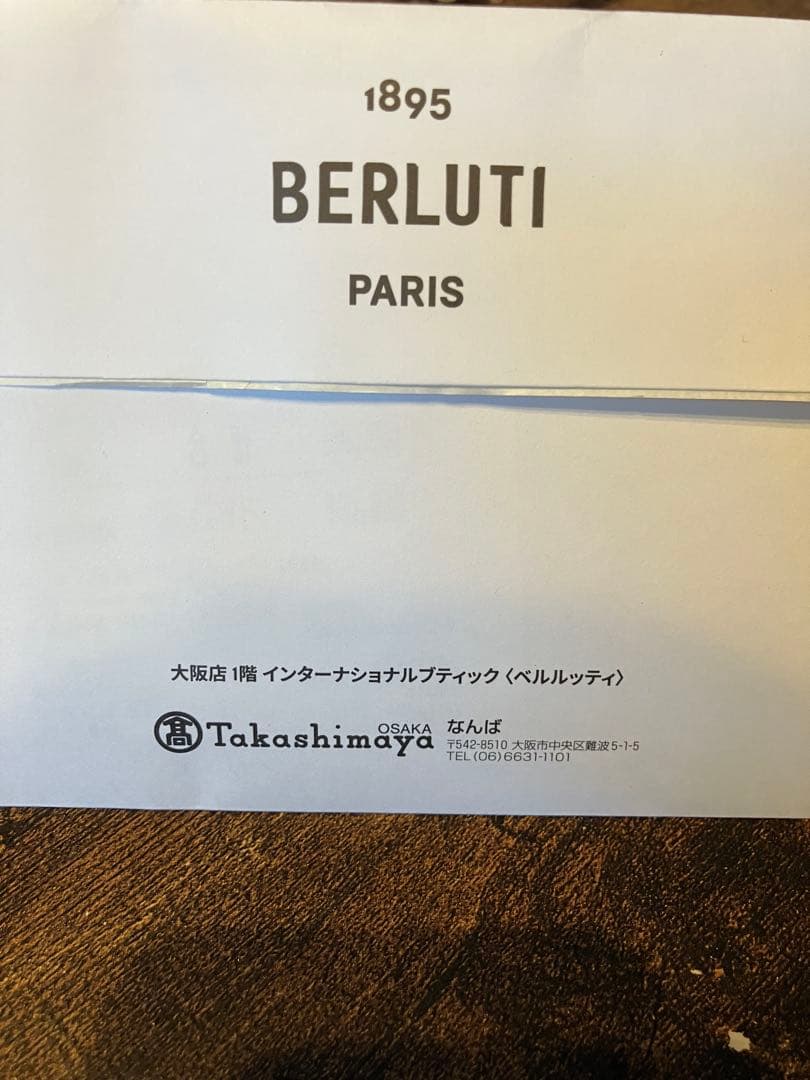 1895
BERLUTI
PARIS
大阪店 1階 インターナショナルブティック〈ベルルッティ〉
髙 Takashimaya OSAKA なんば
〒542-8510 大阪市中央区難波5-1-5
TEL (06) 6631-1101